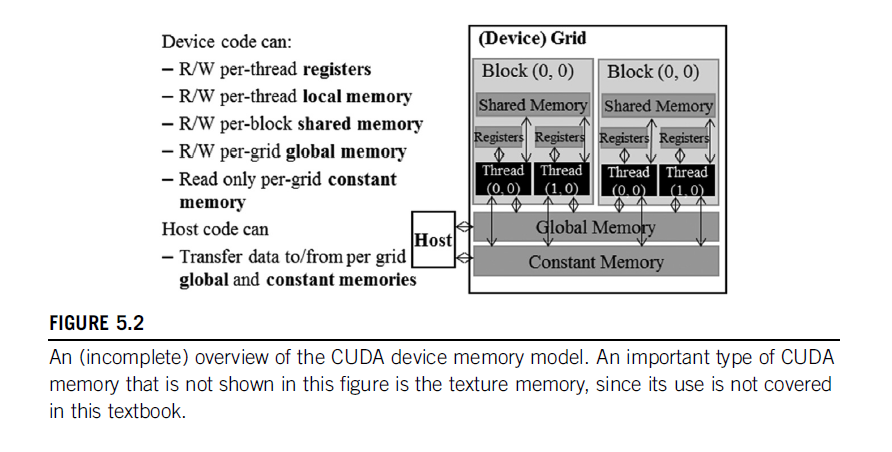 Device code can:
– R/W per-thread registers
– R/W per-thread local memory
– R/W per-block shared memory
– R/W per-grid global memory
– Read only per-grid constant
memory
Host code can
– Transfer data to/from per grid
global and constant memories
(Device) Grid
Block (0, 0)
Shared Memory
Registers
Registers
Thread
(0, 0)
Thread
(1, 0)
Block (0, 0)
Shared Memory
Registers
Registers
Thread
(0, 0)
Thread
(1, 0)
Host
Global Memory
Constant Memory
FIGURE 5.2
An (incomplete) overview of the CUDA device memory model. An important type of CUDA
memory that is not shown in this figure is the texture memory, since its use is not covered
in this textbook.